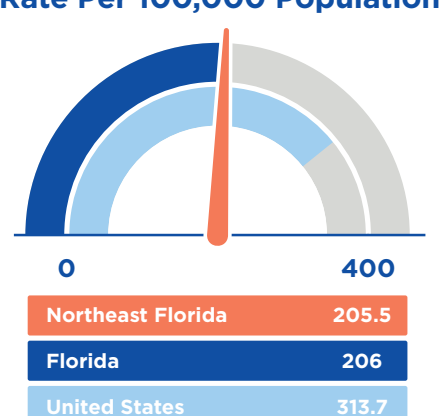 Rate Per 100,000 Population
0 400
Northeast Florida 205.5
Florida 206
United States 313.7